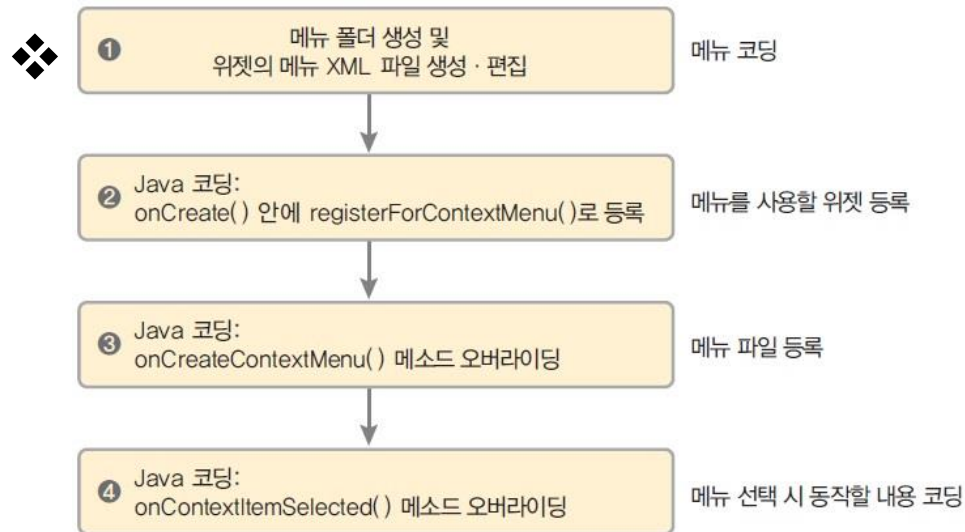 ❶ 메뉴 폴더 생성 및
위젯의 메뉴 XML 파일 생성 · 편집
메뉴 코딩
❷ Java 코딩:
onCreate( ) 안에 registerForContextMenu( )로 등록
메뉴를 사용할 위젯 등록
❸ Java 코딩:
onCreateContextMenu( ) 메소드 오버라이딩
메뉴 파일 등록
❹ Java 코딩:
onContextItemSelected( ) 메소드 오버라이딩
메뉴 선택 시 동작할 내용 코딩